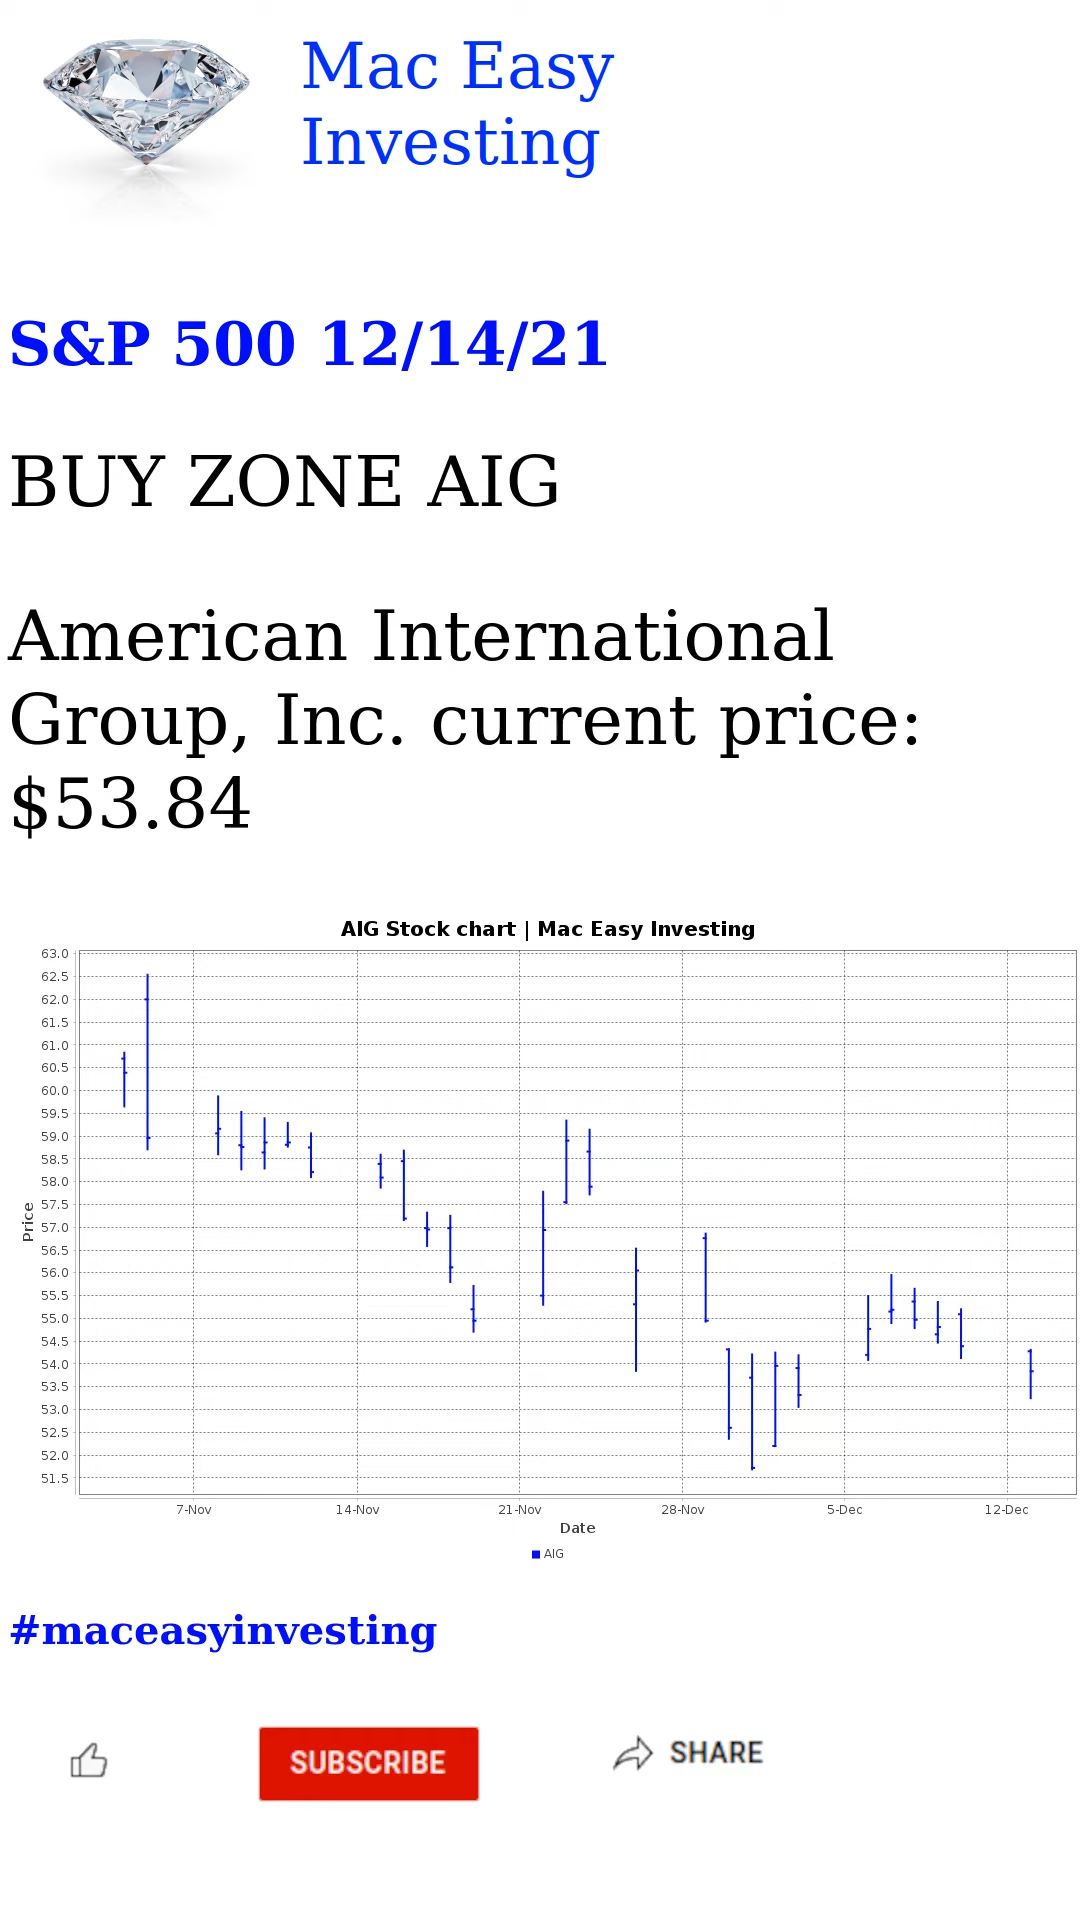 Mac Easy
Investing
S&P 500 12/14/21
BUY ZONE AIG
American International
Group, Inc. current price:
$53.84
AIG Stock chart | Mac Easy Investing
63.0
62.5
62.0
61.5
61.0
60.5
60.0
59.5
59.0
58.5
58.0
57.5
57.0
56.5
56.0
55.5
55.0
54.5
54.0
53.5
53.0
52.5
52.0
51.5
Price
7-Nov 14-Nov 21-Nov 28-Nov 5-Dec 12-Dec
Date
AIG
#maceasyinvesting
SUBSCRIBE SHARE